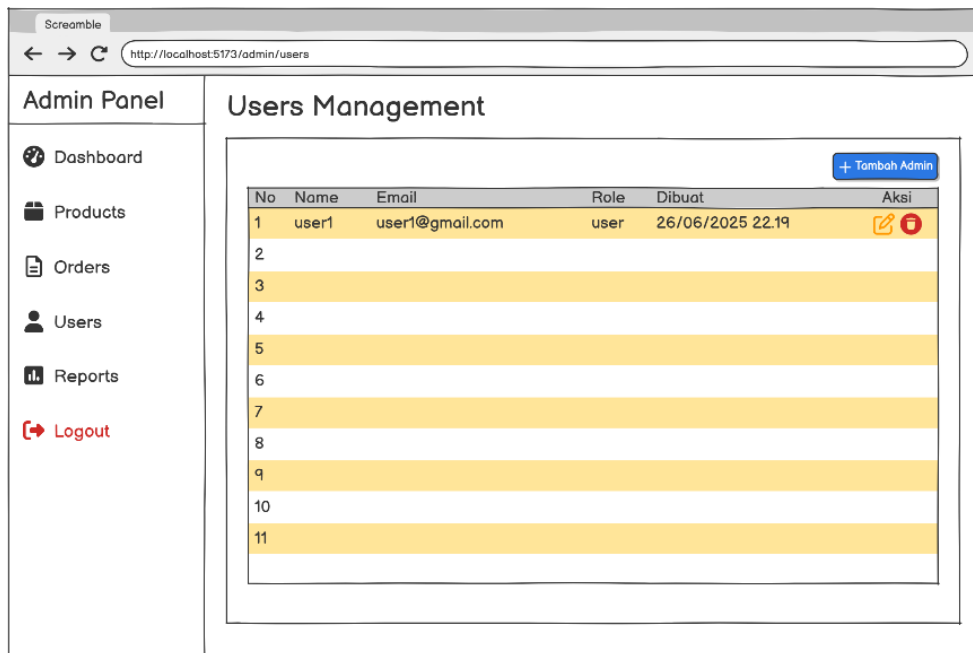 Screamble
http://localhost:5173/admin/users
Admin Panel
Dashboard
Products
Orders
Users
Reports
Logout
Users Management
+ Tambah Admin
No Name Email Role Dibuat Aksi
1 user1 user1@gmail.com user 26/06/2025 22.19
2
3
4
5
6
7
8
9
10
11